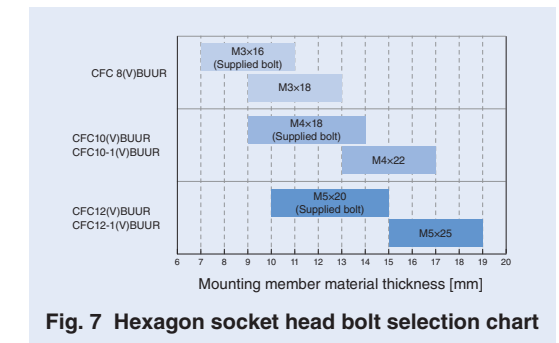 M3×16
(Supplied bolt)
CFC 8(V)BUUR
M3×18
M4×18
(Supplied bolt)
CFC10(V)BUUR
CFC10-1(V)BUUR
M4×22
M5×20
(Supplied bolt)
CFC12(V)BUUR
CFC12-1(V)BUUR
M5×25
6 7 8 9 10 11 12 13 14 15 16 17 18 19 20
Mounting member material thickness [mm]
Fig. 7 Hexagon socket head bolt selection chart